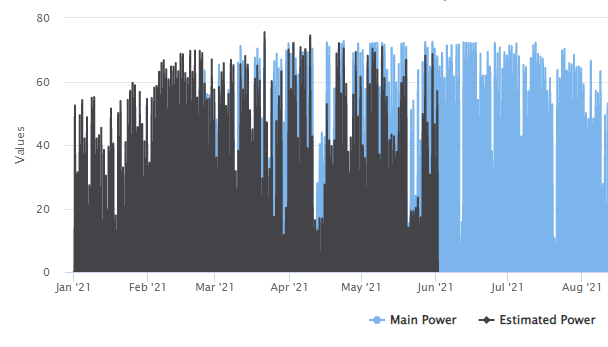 80
60
40
20
0
Values
Jan '21 Feb '21 Mar '21 Apr '21 May '21 Jun '21 Jul '21 Aug '21
Main Power Estimated Power